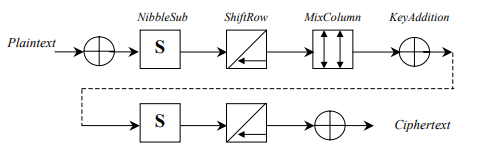 NibbleSub ShiftRow MixColumn KeyAddition
Plaintext
S
S
Ciphertext